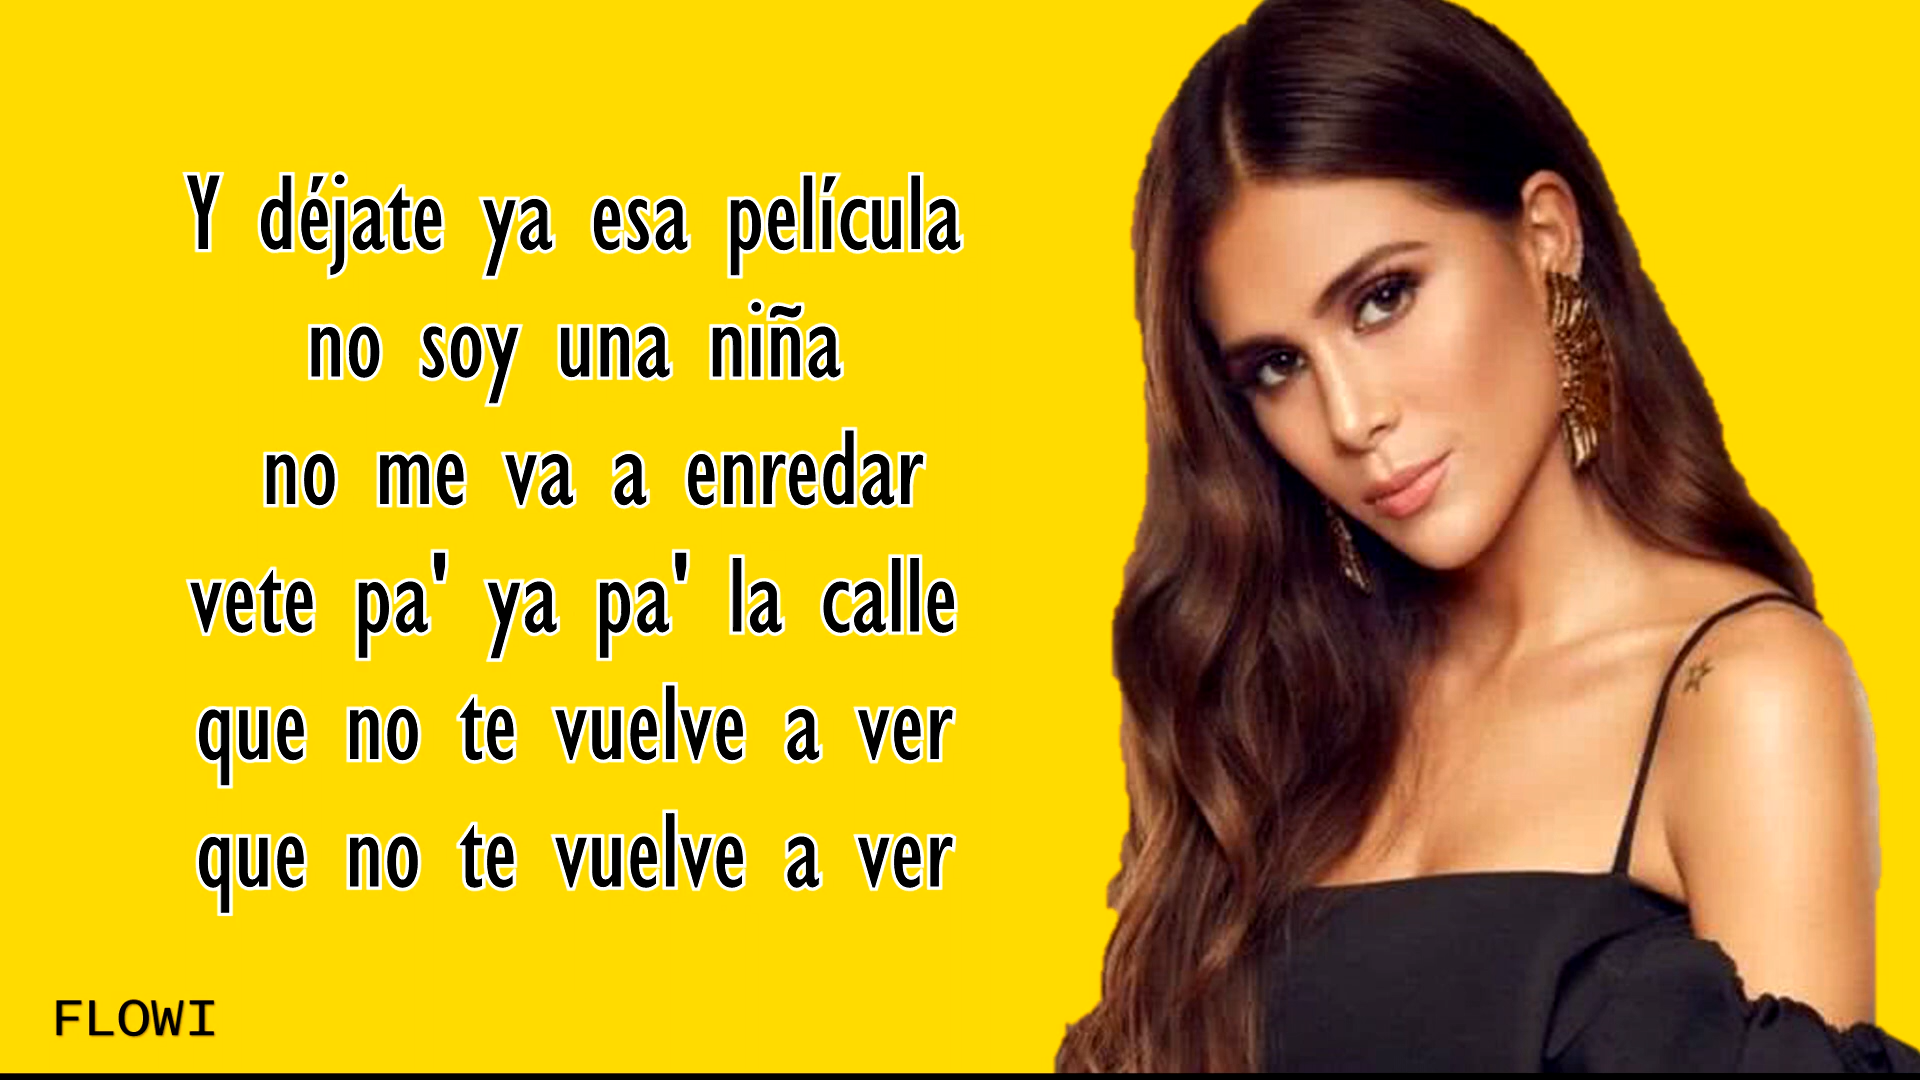 Y déjate ya esa película
no soy una niña
no me va a enredar
vete pa' ya pa' la calle
que no te vuelve a ver
que no te vuelve a ver
FLOWI